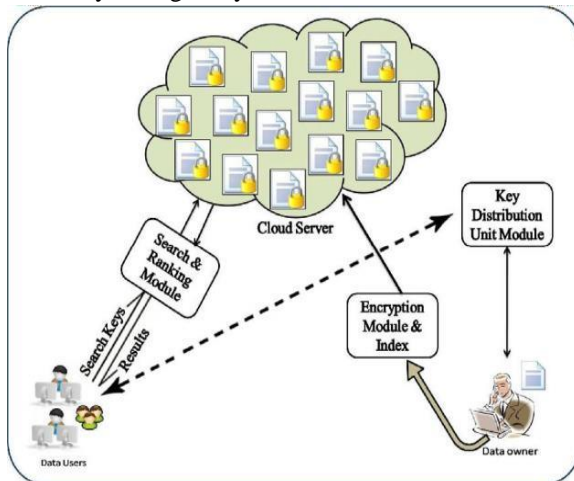 Cloud Server
Key
Distribution
Unit Module
Search &
Ranking
Module
Encryption
Module &
Index
Search Keys
Results
Data Users
Data owner